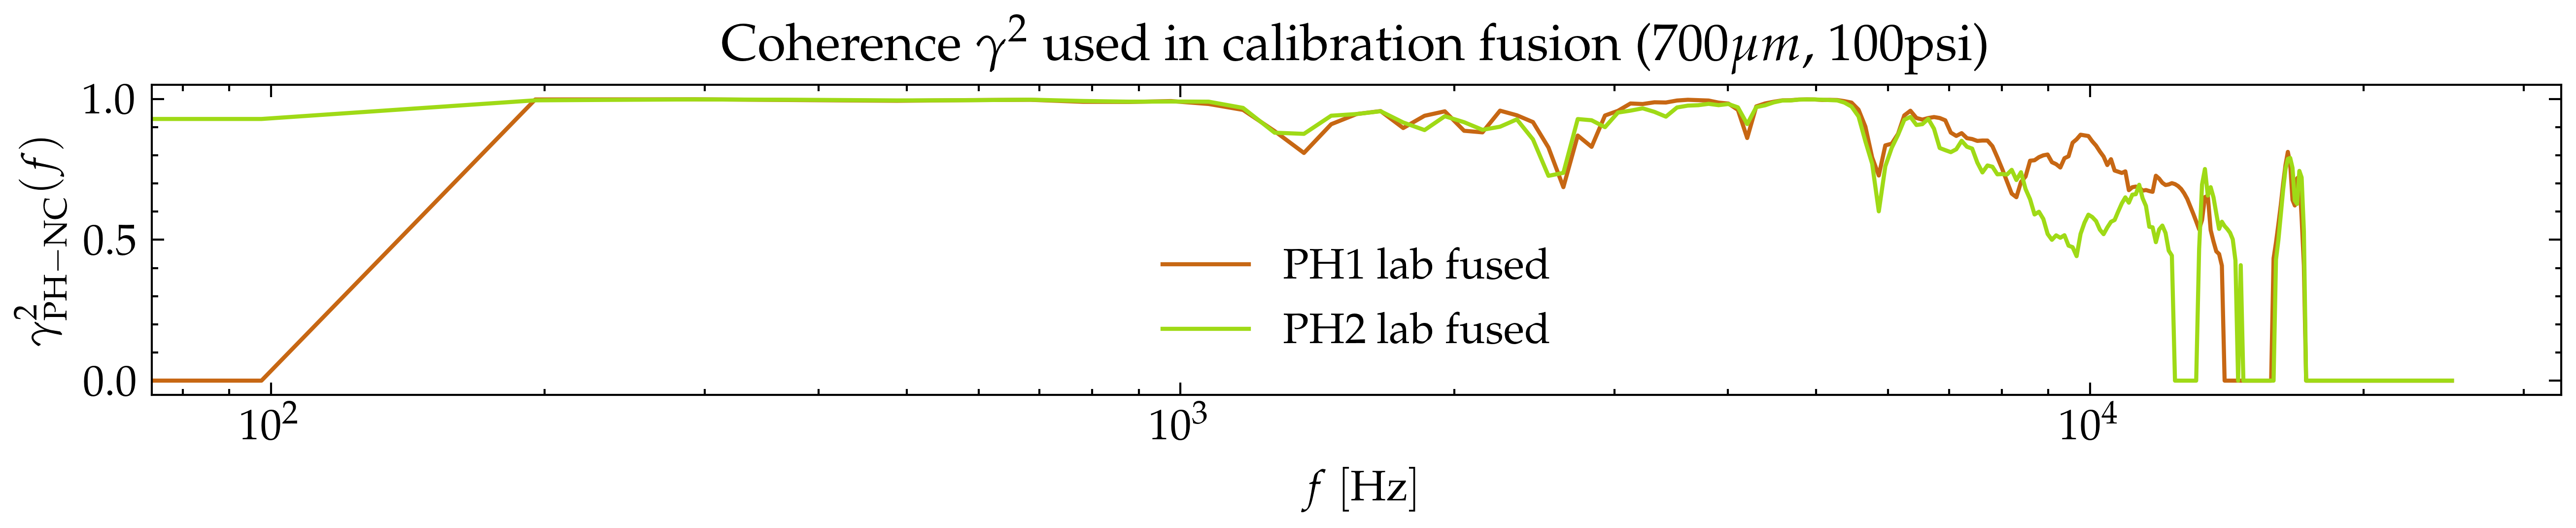 Coherence γ² used in calibration fusion (700μm, 100psi)
γ²PH−NC(f)
1.0
0.5
0.0
PH1 lab fused
PH2 lab fused
10² 10³ 10⁴
f [Hz]